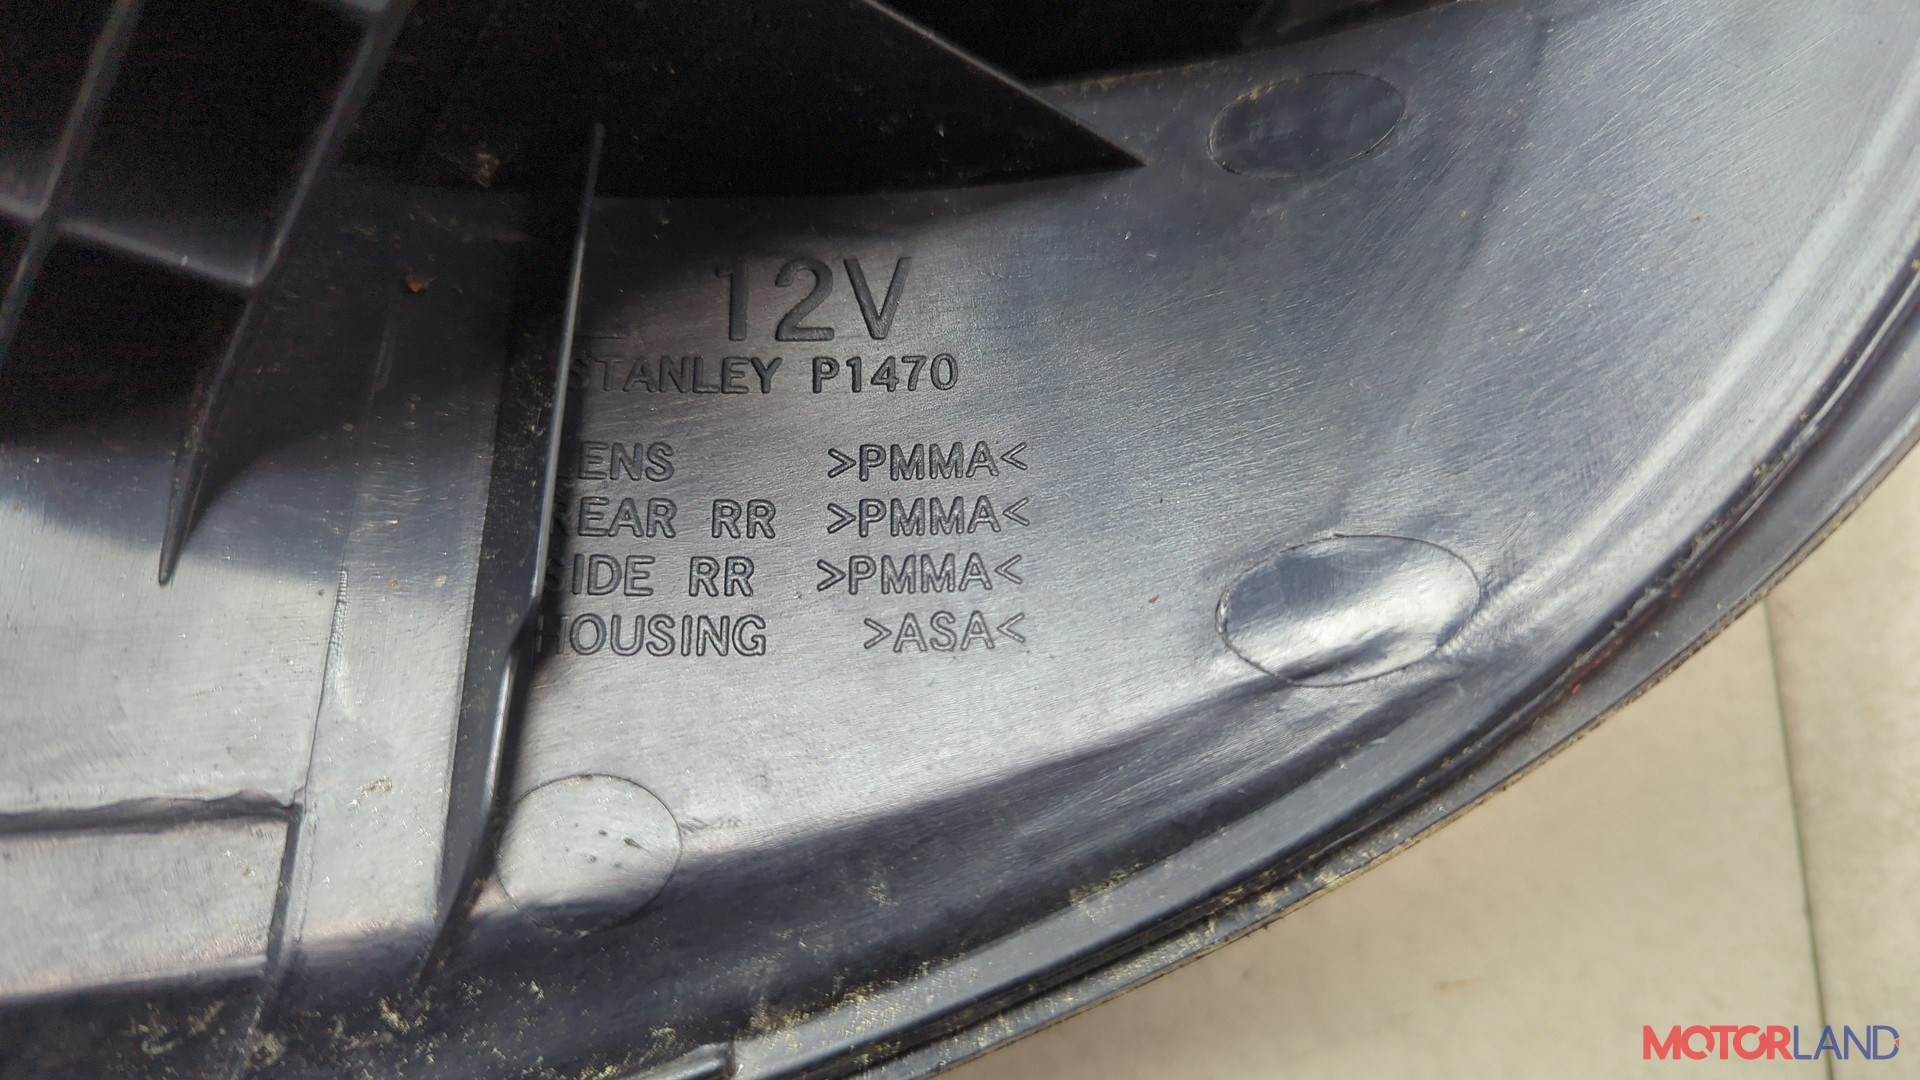 12V
STANLEY P1470
LENS >PMMA<
REAR RR >PMMA<
SIDE RR >PMMA<
HOUSING >ASA<
MOTORLAND